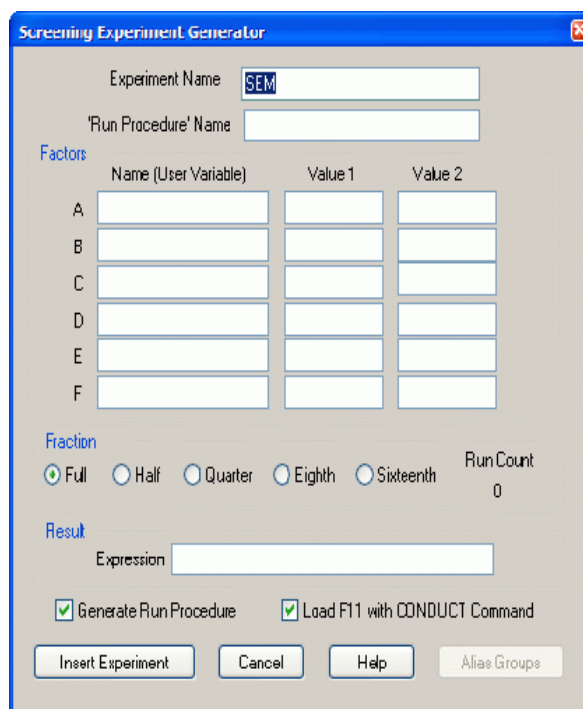 Screening Experiment Generator
Experiment Name SEM
'Run Procedure' Name
Factors
Name (User Variable) Value 1 Value 2
A
B
C
D
E
F
Fraction
Full Half Quarter Eighth Sixteenth Run Count
0
Result
Expression
Generate Run Procedure Load F11 with CONDUCT Command
Insert Experiment Cancel Help Alias Groups